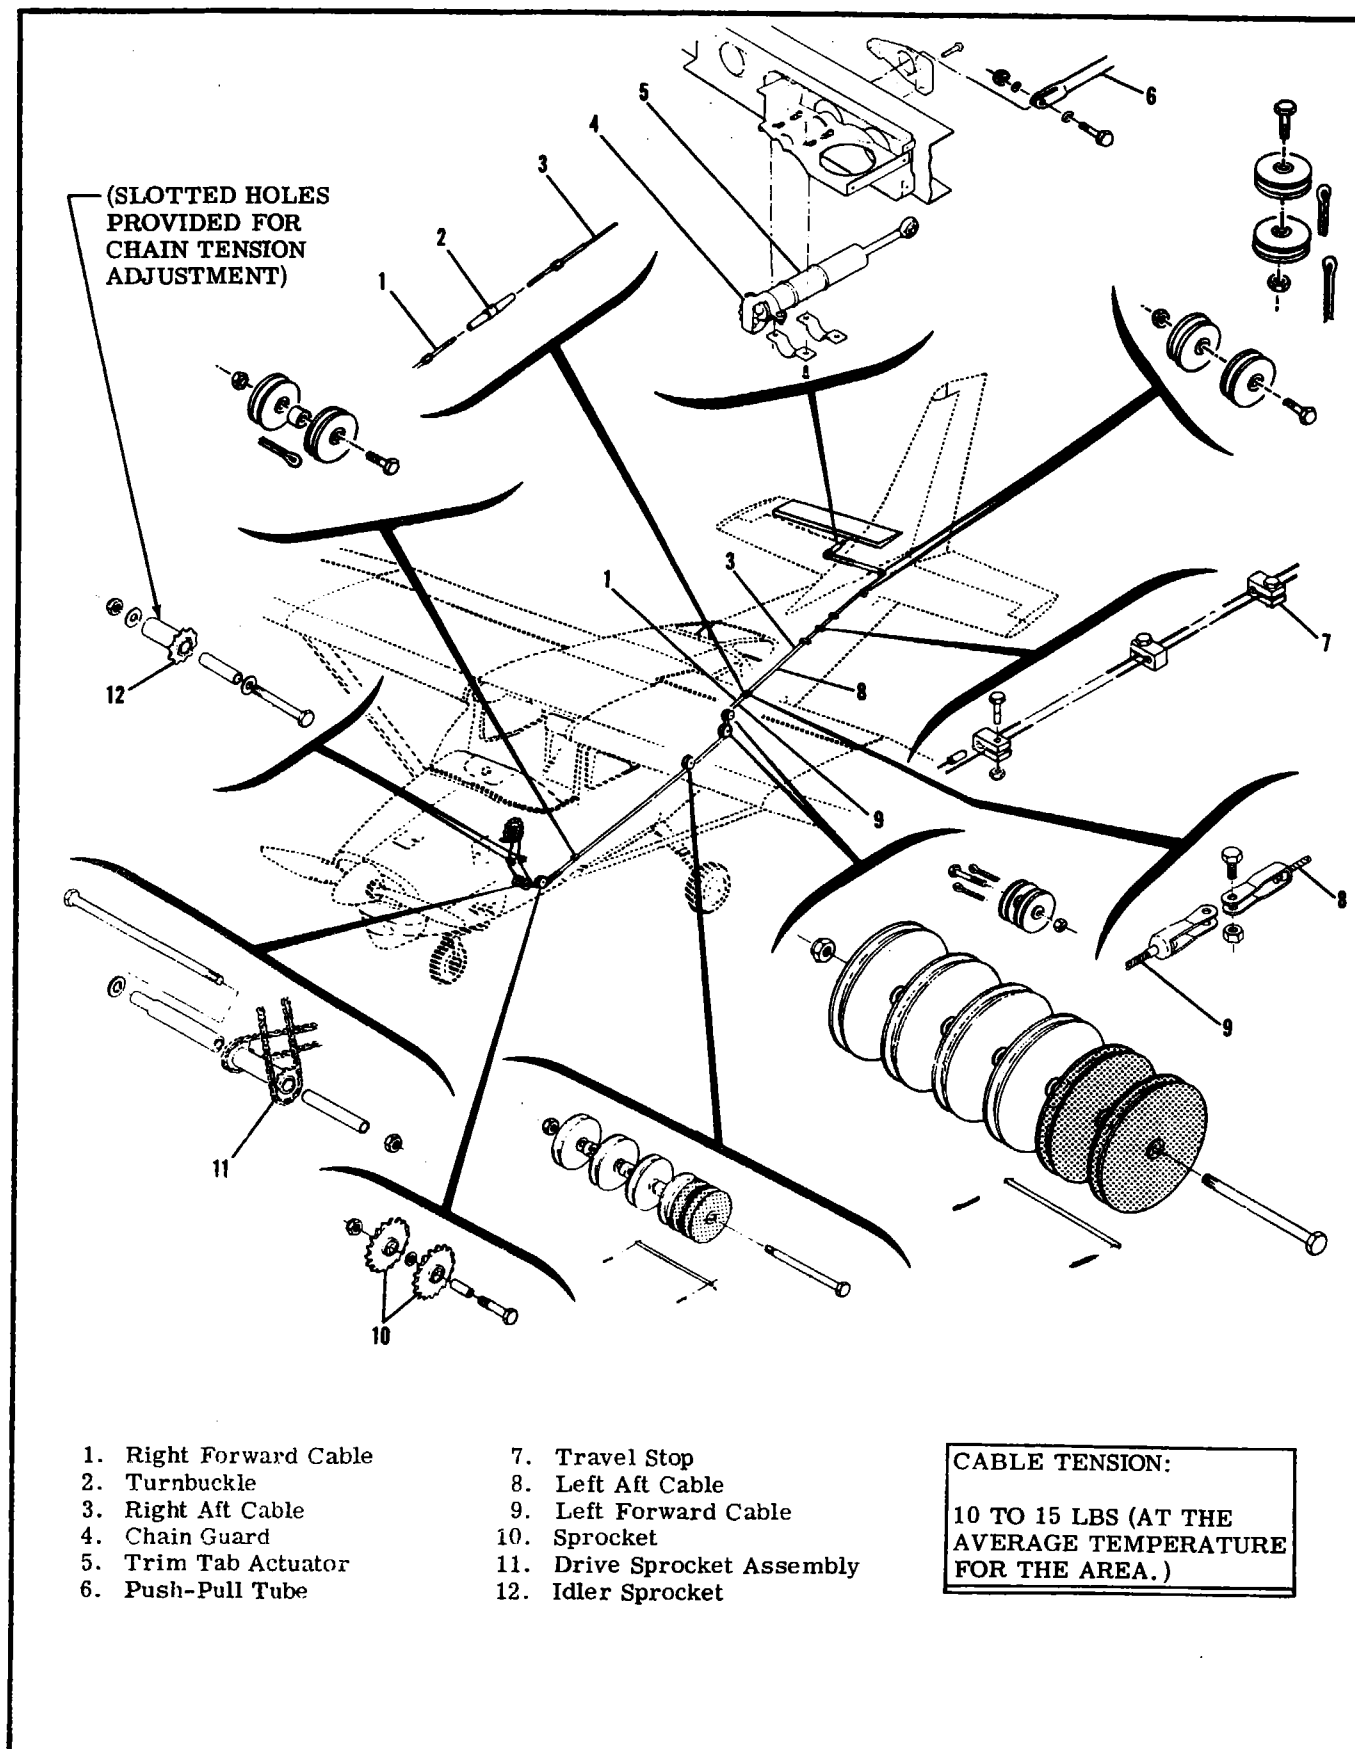 (SLOTTED HOLES
PROVIDED FOR
CHAIN TENSION
ADJUSTMENT)
1
2
3
4
5
6
7
1
3
8
9
8
9
12
11
10
1. Right Forward Cable
2. Turnbuckle
3. Right Aft Cable
4. Chain Guard
5. Trim Tab Actuator
6. Push-Pull Tube
7. Travel Stop
8. Left Aft Cable
9. Left Forward Cable
10. Sprocket
11. Drive Sprocket Assembly
12. Idler Sprocket
CABLE TENSION:
10 TO 15 LBS (AT THE
AVERAGE TEMPERATURE
FOR THE AREA.)